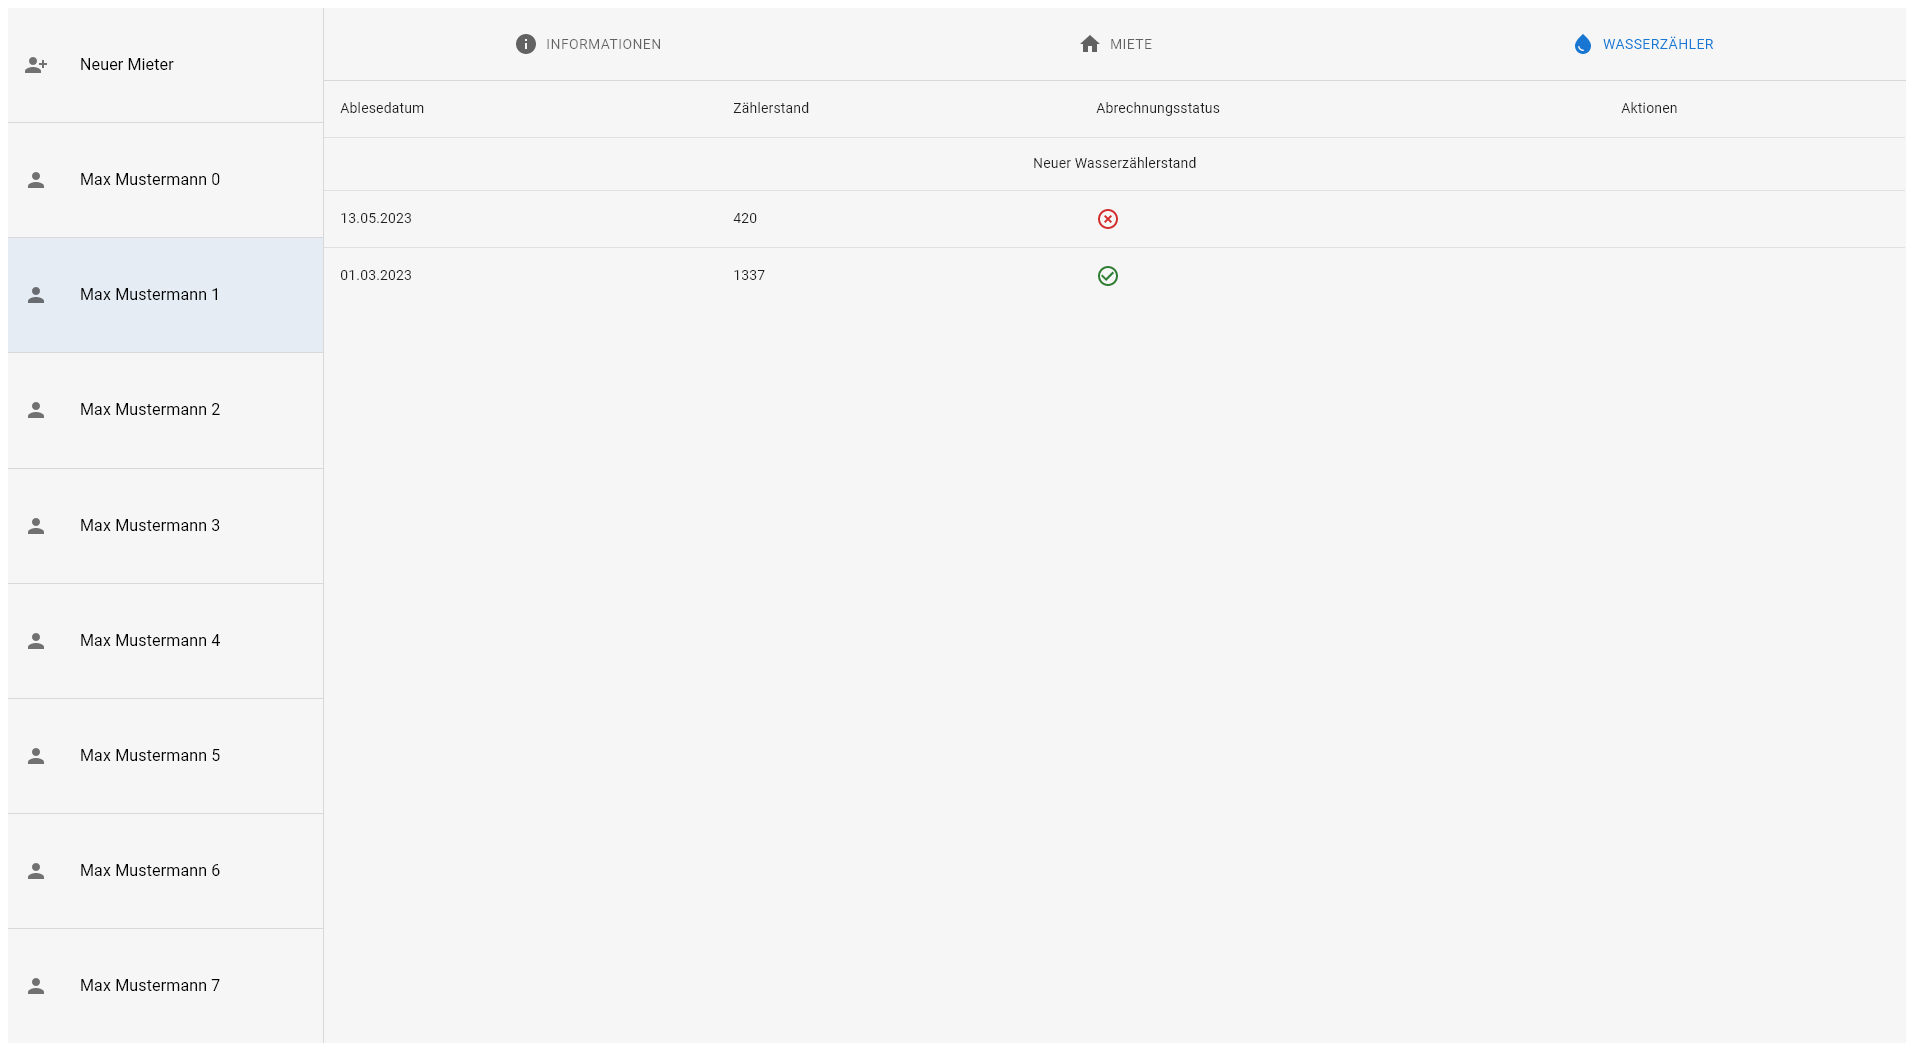 Neuer Mieter
Max Mustermann 0
Max Mustermann 1
Max Mustermann 2
Max Mustermann 3
Max Mustermann 4
Max Mustermann 5
Max Mustermann 6
Max Mustermann 7
INFORMATIONEN MIETE WASSERZÄHLER
Ablesedatum Zählerstand Abrechnungsstatus Aktionen
Neuer Wasserzählerstand
13.05.2023 420
01.03.2023 1337